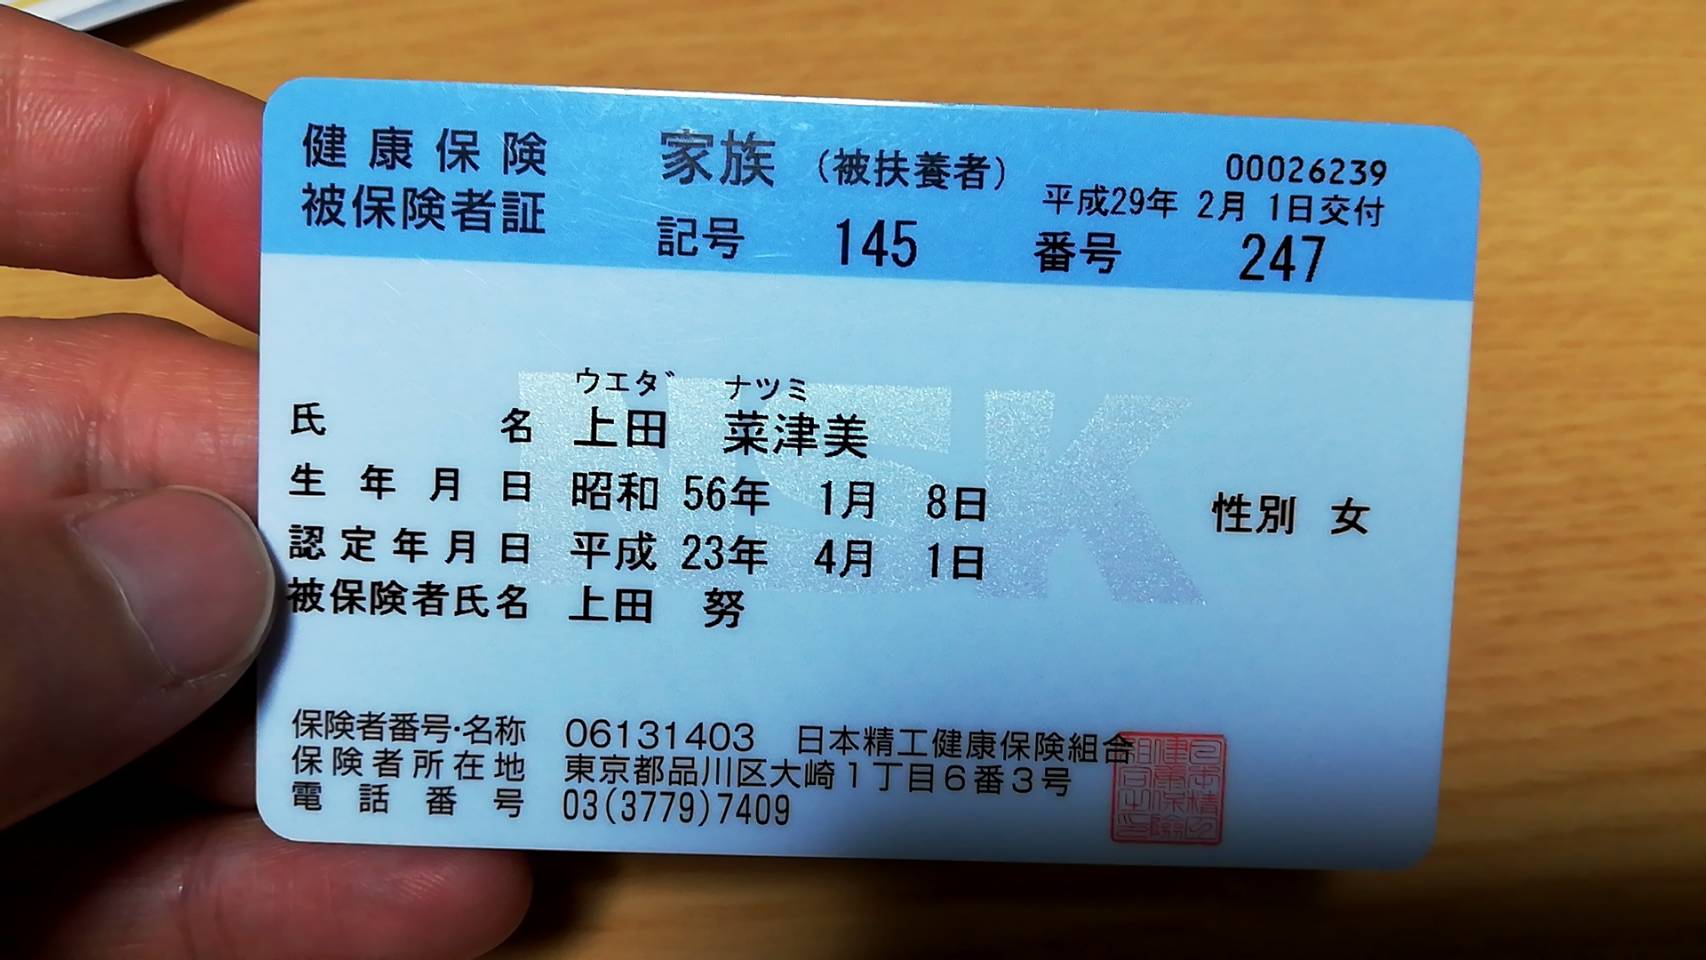 健康保険 家族 (被扶養者) 00026239
被保険者証 平成29年 2月 1日交付
記号 145 番号 247
NSK
ウエダ ナツミ
氏名 上田 菜津美
生年月日 昭和 56年 1月 8日 性別 女
認定年月日 平成 23年 4月 1日
被保険者氏名 上田 努
保険者番号・名称 06131403 日本精工健康保険組合
保険者所在地 東京都品川区大崎1丁目6番3号
電話番号 03(3779)7409